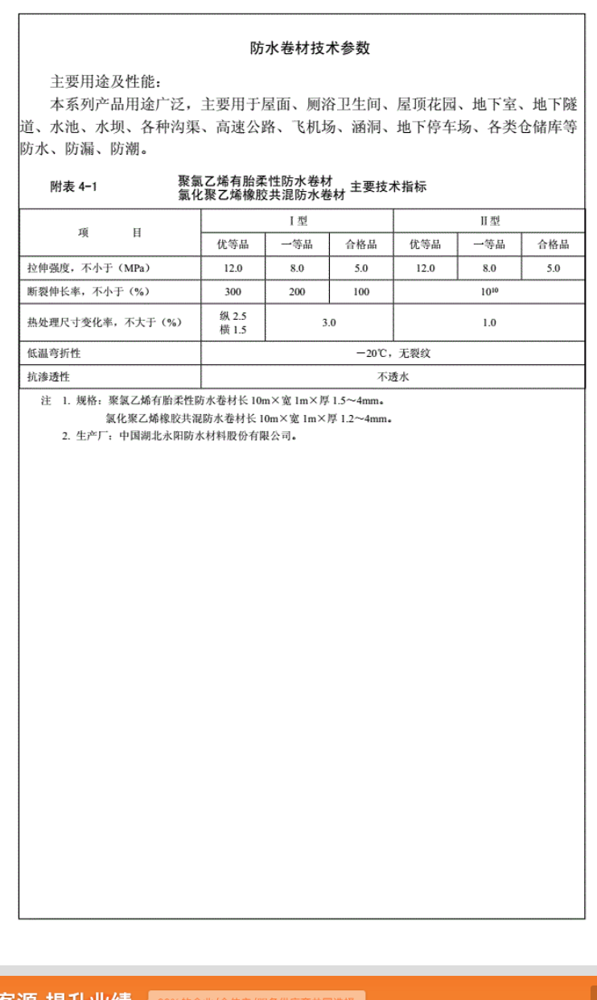 防水卷材技术参数
主要用途及性能：
本系列产品用途广泛，主要用于屋面、厕浴卫生间、屋顶花园、地下室、地下隧
道、水池、水坝、各种沟渠、高速公路、飞机场、涵洞、地下停车场、各类仓储库等
防水、防漏、防潮。
附表 4-1 聚氯乙烯有胎柔性防水卷材 主要技术指标
氯化聚乙烯橡胶共混防水卷材
项 目 Ⅰ型 Ⅱ型
优等品 一等品 合格品 优等品 一等品 合格品
拉伸强度，不小于（MPa） 12.0 8.0 5.0 12.0 8.0 5.0
断裂伸长率，不小于（%） 300 200 100 10¹⁰
热处理尺寸变化率，不大于（%） 纵 2.5 3.0 1.0
横 1.5
低温弯折性 －20℃，无裂纹
抗渗透性 不透水
注 1. 规格：聚氯乙烯有胎柔性防水卷材长 10m×宽 1m×厚 1.5～4mm。
氯化聚乙烯橡胶共混防水卷材长 10m×宽 1m×厚 1.2～4mm。
2. 生产厂：中国湖北永阳防水材料股份有限公司。